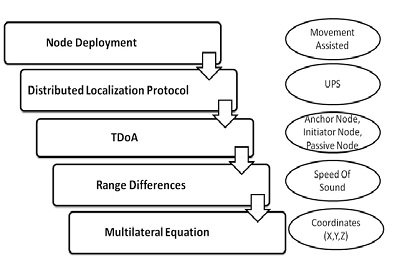 Node Deployment
Movement
Assisted
Distributed Localization Protocol
UPS
TDoA
Anchor Node,
Initiator Node,
Passive Node
Range Differences
Speed Of
Sound
Multilateral Equation
Coordinates
(X,Y,Z)